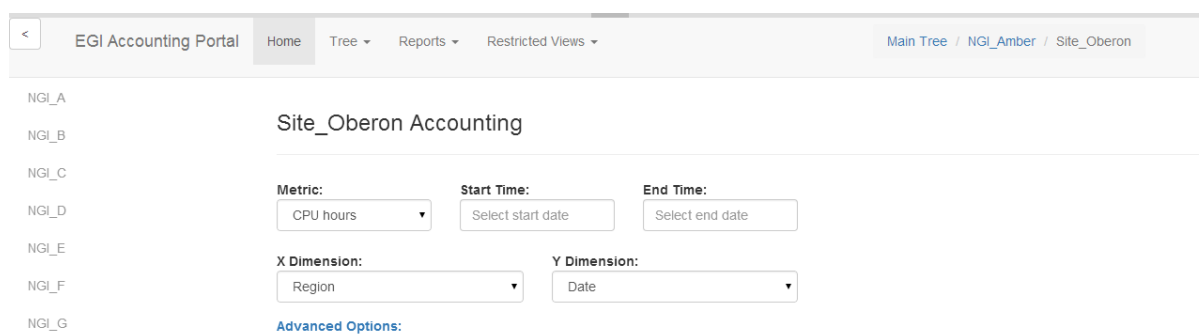 <
EGI Accounting Portal Home Tree Reports Restricted Views Main Tree / NGI_Amber / Site_Oberon
NGI_A
NGI_B
NGI_C
NGI_D
NGI_E
NGI_F
NGI_G
Site_Oberon Accounting
Metric: Start Time: End Time:
CPU hours Select start date Select end date
X Dimension: Y Dimension:
Region Date
Advanced Options: